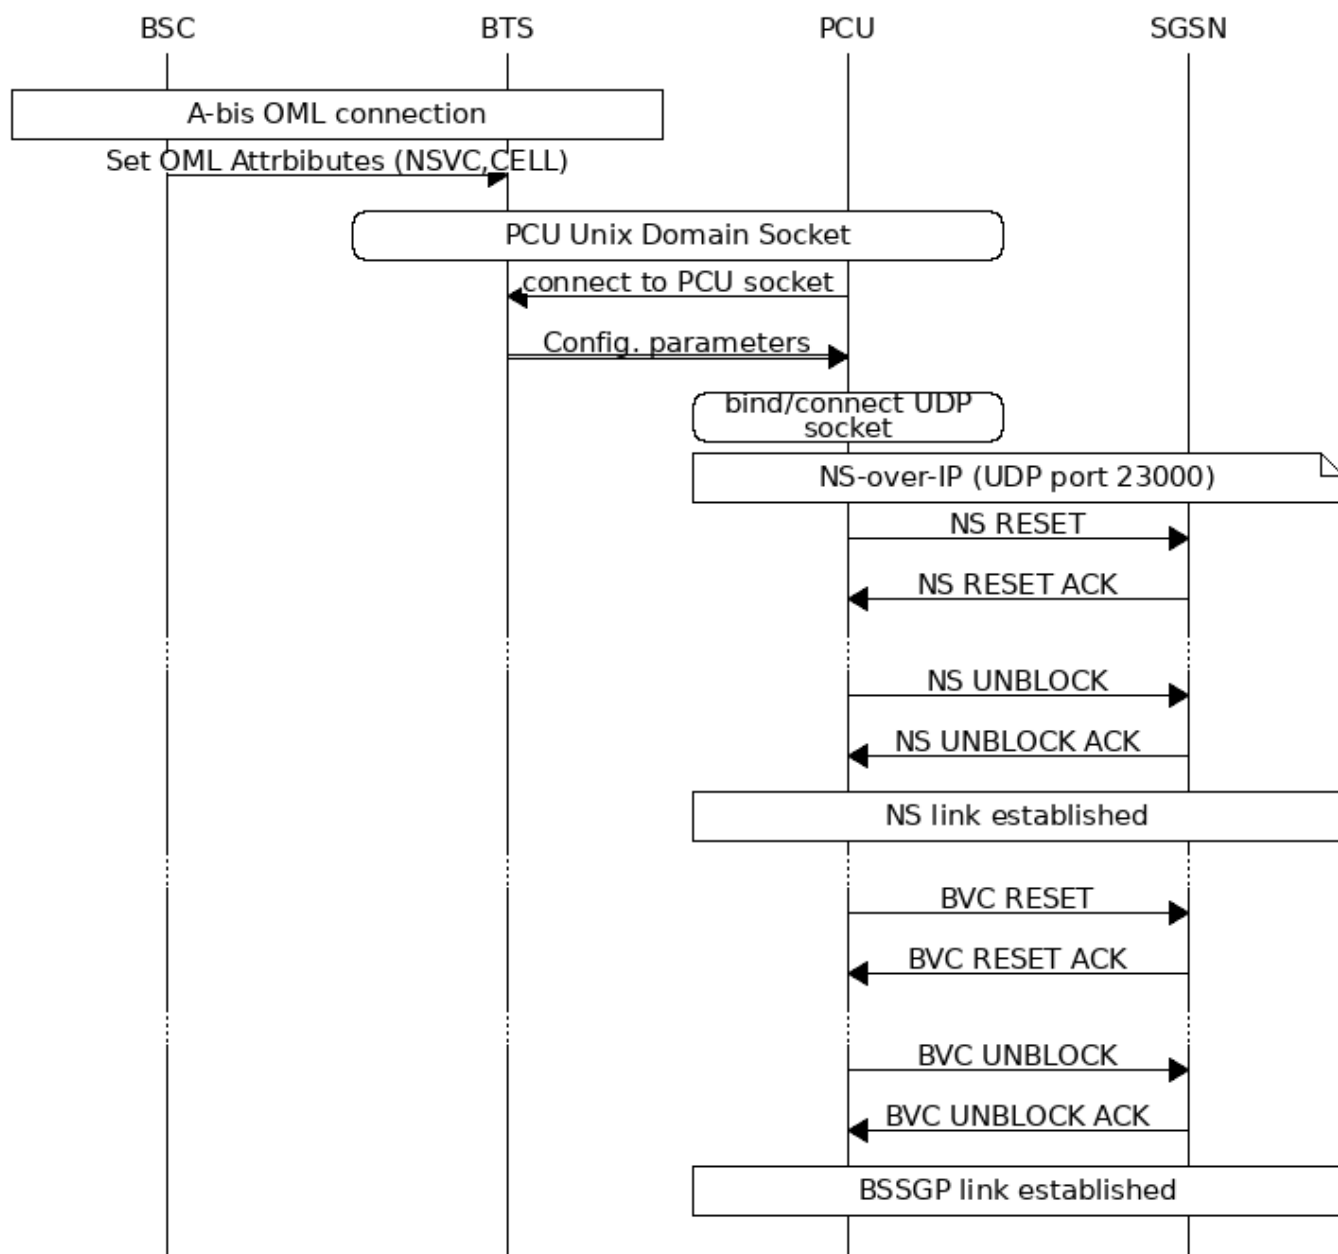 BSC BTS PCU SGSN
A-bis OML connection
Set OML Attrbibutes (NSVC,CELL)
PCU Unix Domain Socket
connect to PCU socket
Config. parameters
bind/connect UDP
socket
NS-over-IP (UDP port 23000)
NS RESET
NS RESET ACK
NS UNBLOCK
NS UNBLOCK ACK
NS link established
BVC RESET
BVC RESET ACK
BVC UNBLOCK
BVC UNBLOCK ACK
BSSGP link established